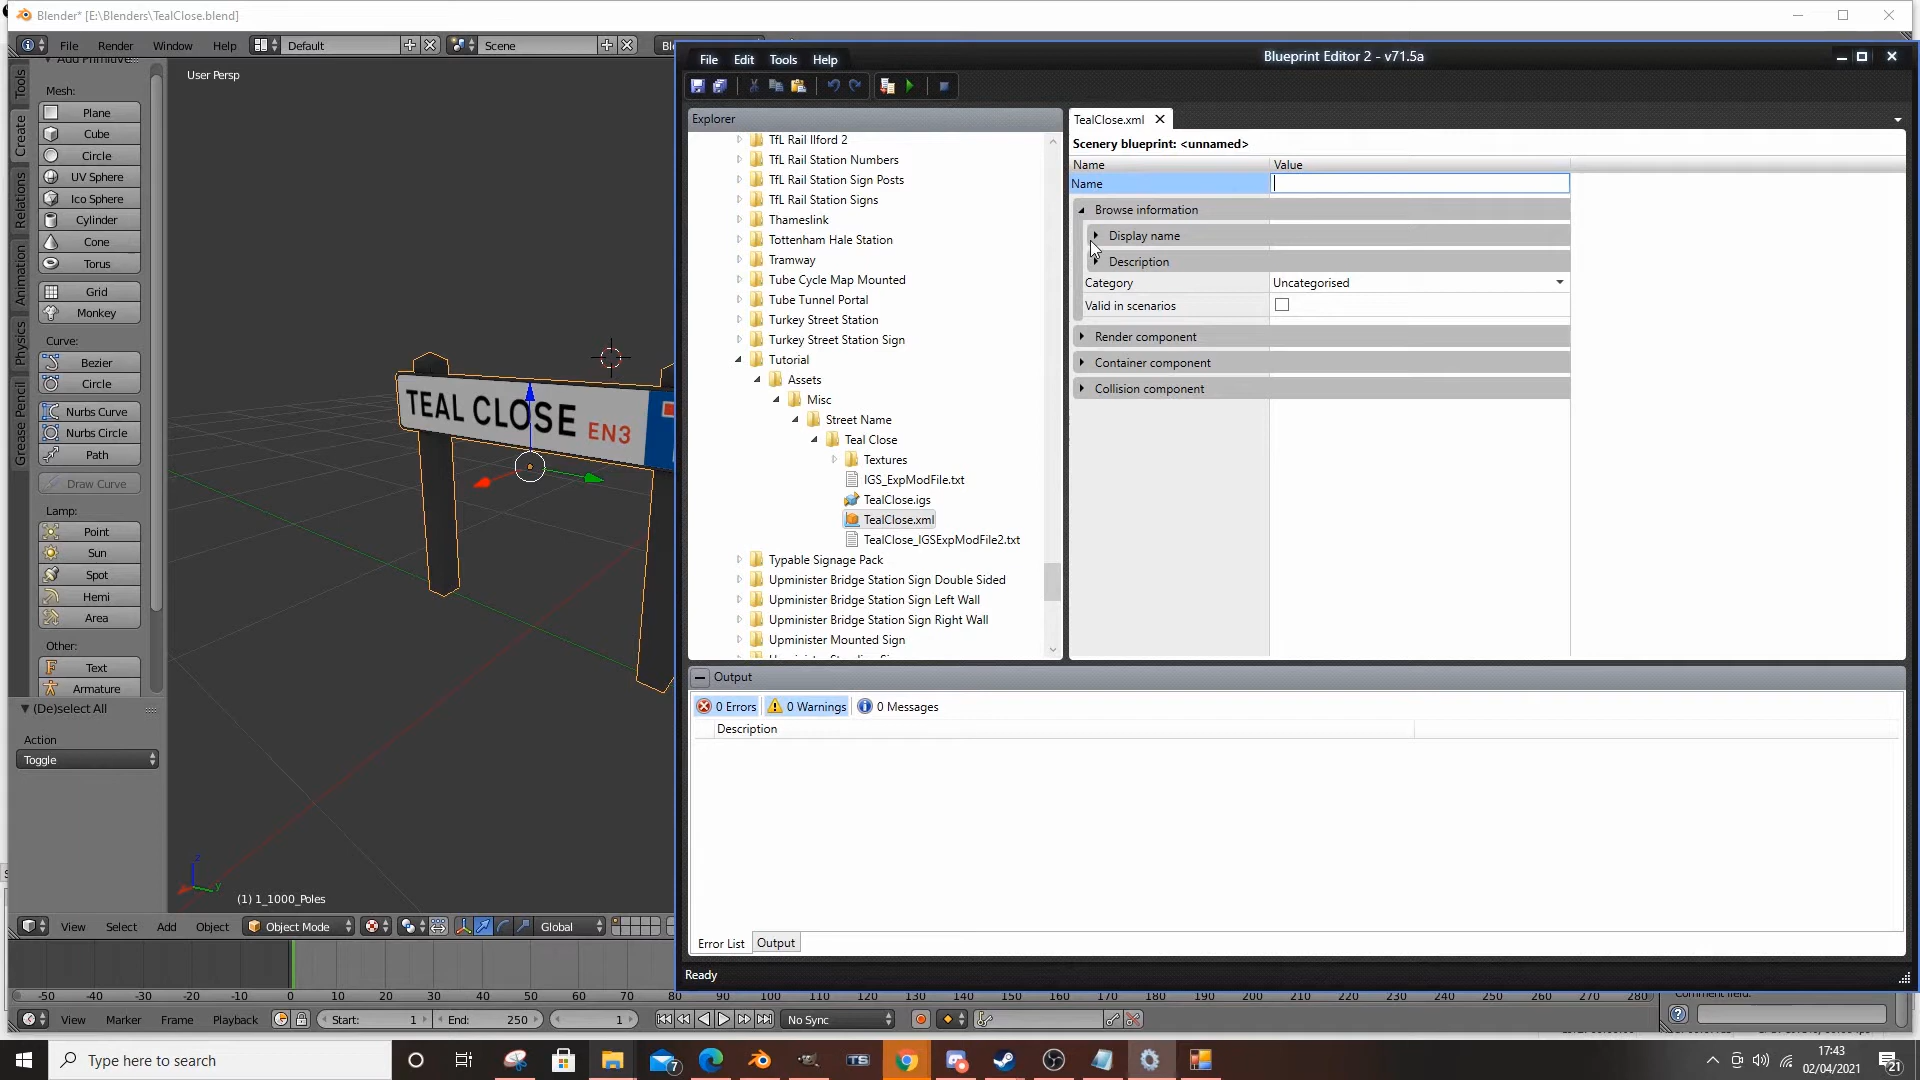 Blender* [E:\Blenders\TealClose.blend]
File Render Window Help Default Scene
Add Primitive
User Persp
Tools
Create
Relations
Animation
Physics
Grease Pencil
Mesh:
Plane
Cube
Circle
UV Sphere
Ico Sphere
Cylinder
Cone
Torus
Grid
Monkey
Curve:
Bezier
Circle
Nurbs Curve
Nurbs Circle
Path
Draw Curve
Lamp:
Point
Sun
Spot
Hemi
Area
Other:
Text
Armature
(De)select All
Action
Toggle
TEAL CLOSE EN3
z
y
(1) 1_1000_Poles
View Select Add Object Object Mode Global
-50 -40 -30 -20 -10 0 10 20 30 40 50 60 70 80 90 100 110 120 130 140 150 160 170 180 190 200 210 220 230 240 250 260 270 280
View Marker Frame Playback Start: 1 End: 250 1 No Sync
Blueprint Editor 2 - v71.5a
File Edit Tools Help
Explorer
TfL Rail Ilford 2
TfL Rail Station Numbers
TfL Rail Station Sign Posts
TfL Rail Station Signs
Thameslink
Tottenham Hale Station
Tramway
Tube Cycle Map Mounted
Tube Tunnel Portal
Turkey Street Station
Turkey Street Station Sign
Tutorial
Assets
Misc
Street Name
Teal Close
Textures
IGS_ExpModFile.txt
TealClose.igs
TealClose.xml
TealClose_IGSExpModFile2.txt
Typable Signage Pack
Upminister Bridge Station Sign Double Sided
Upminister Bridge Station Sign Left Wall
Upminister Bridge Station Sign Right Wall
Upminister Mounted Sign
TealClose.xml
Scenery blueprint: <unnamed>
Name Value
Name
Browse information
Display name
Description
Category Uncategorised
Valid in scenarios
Render component
Container component
Collision component
Output
0 Errors 0 Warnings 0 Messages
Description
Error List Output
Ready
Type here to search
7
TS
17:43
02/04/2021
21